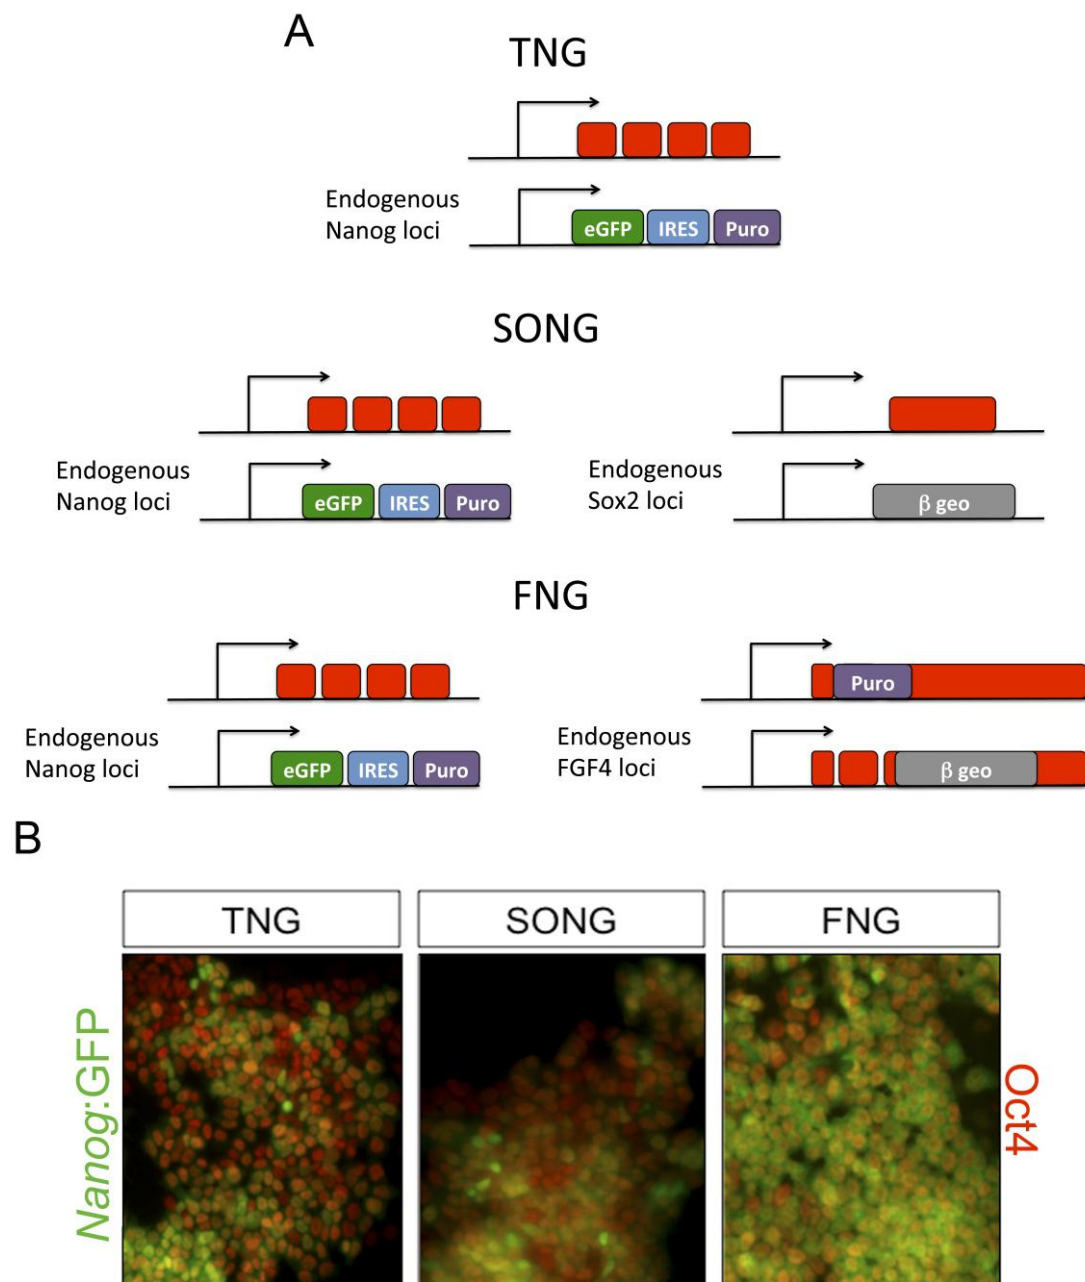 A
TNG
Endogenous
Nanog loci
eGFP IRES Puro
SONG
Endogenous
Nanog loci
eGFP IRES Puro
Endogenous
Sox2 loci
β geo
FNG
Puro
Endogenous
Nanog loci
eGFP IRES Puro
Endogenous
FGF4 loci
β geo
B
TNG
SONG
FNG
Nanog:GFP
Oct4